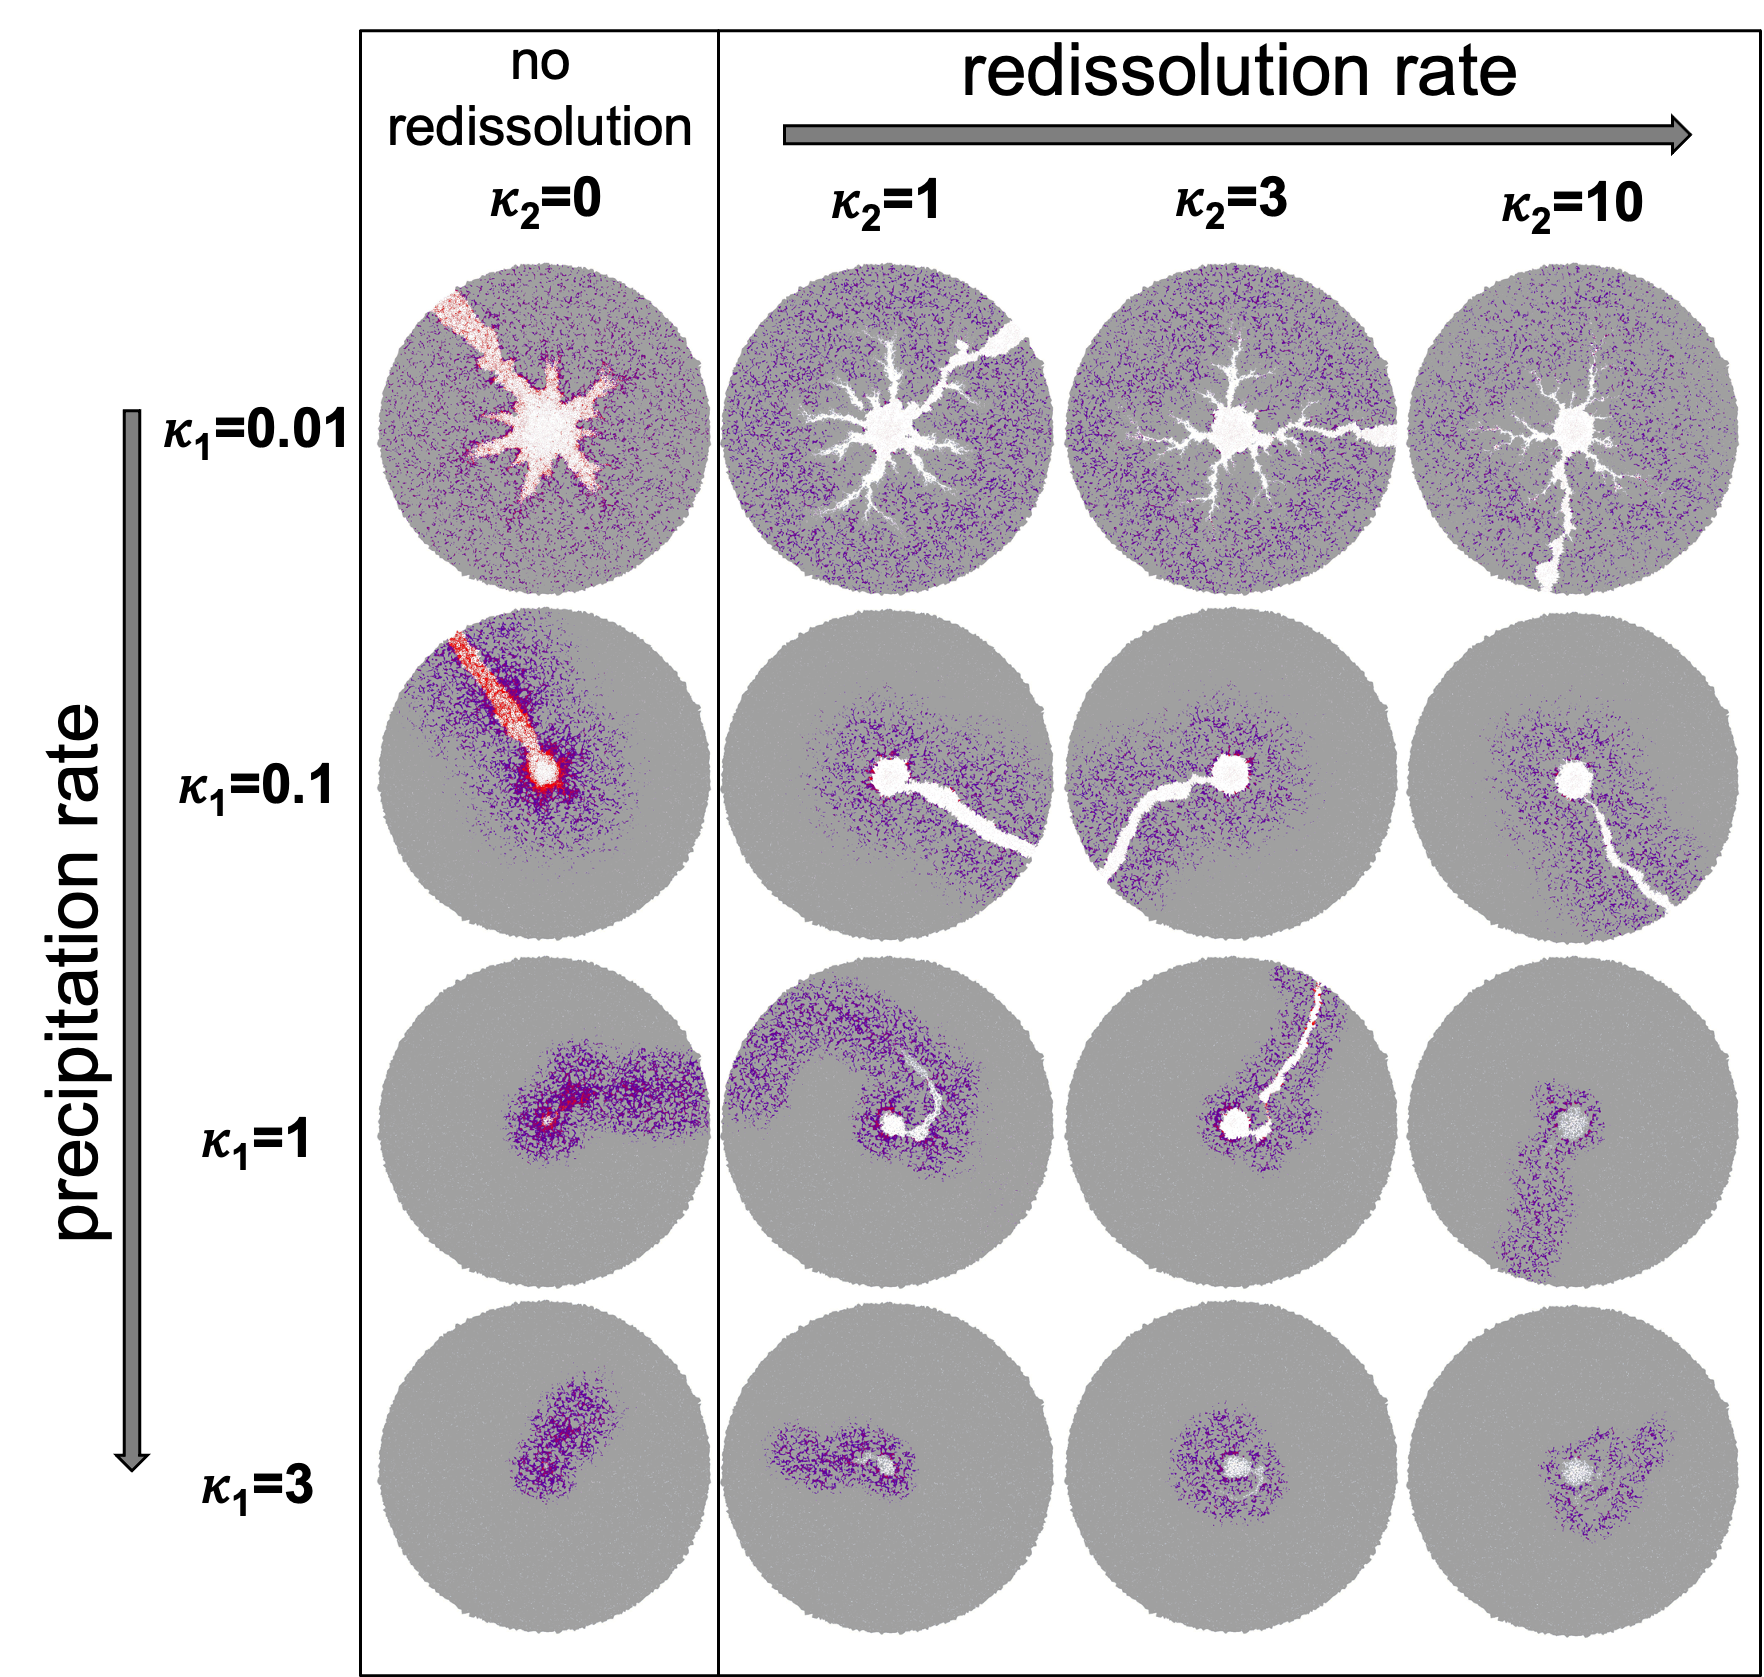 no
redissolution
redissolution rate
κ₂=0
κ₂=1
κ₂=3
κ₂=10
precipitation rate
κ₁=0.01
κ₁=0.1
κ₁=1
κ₁=3